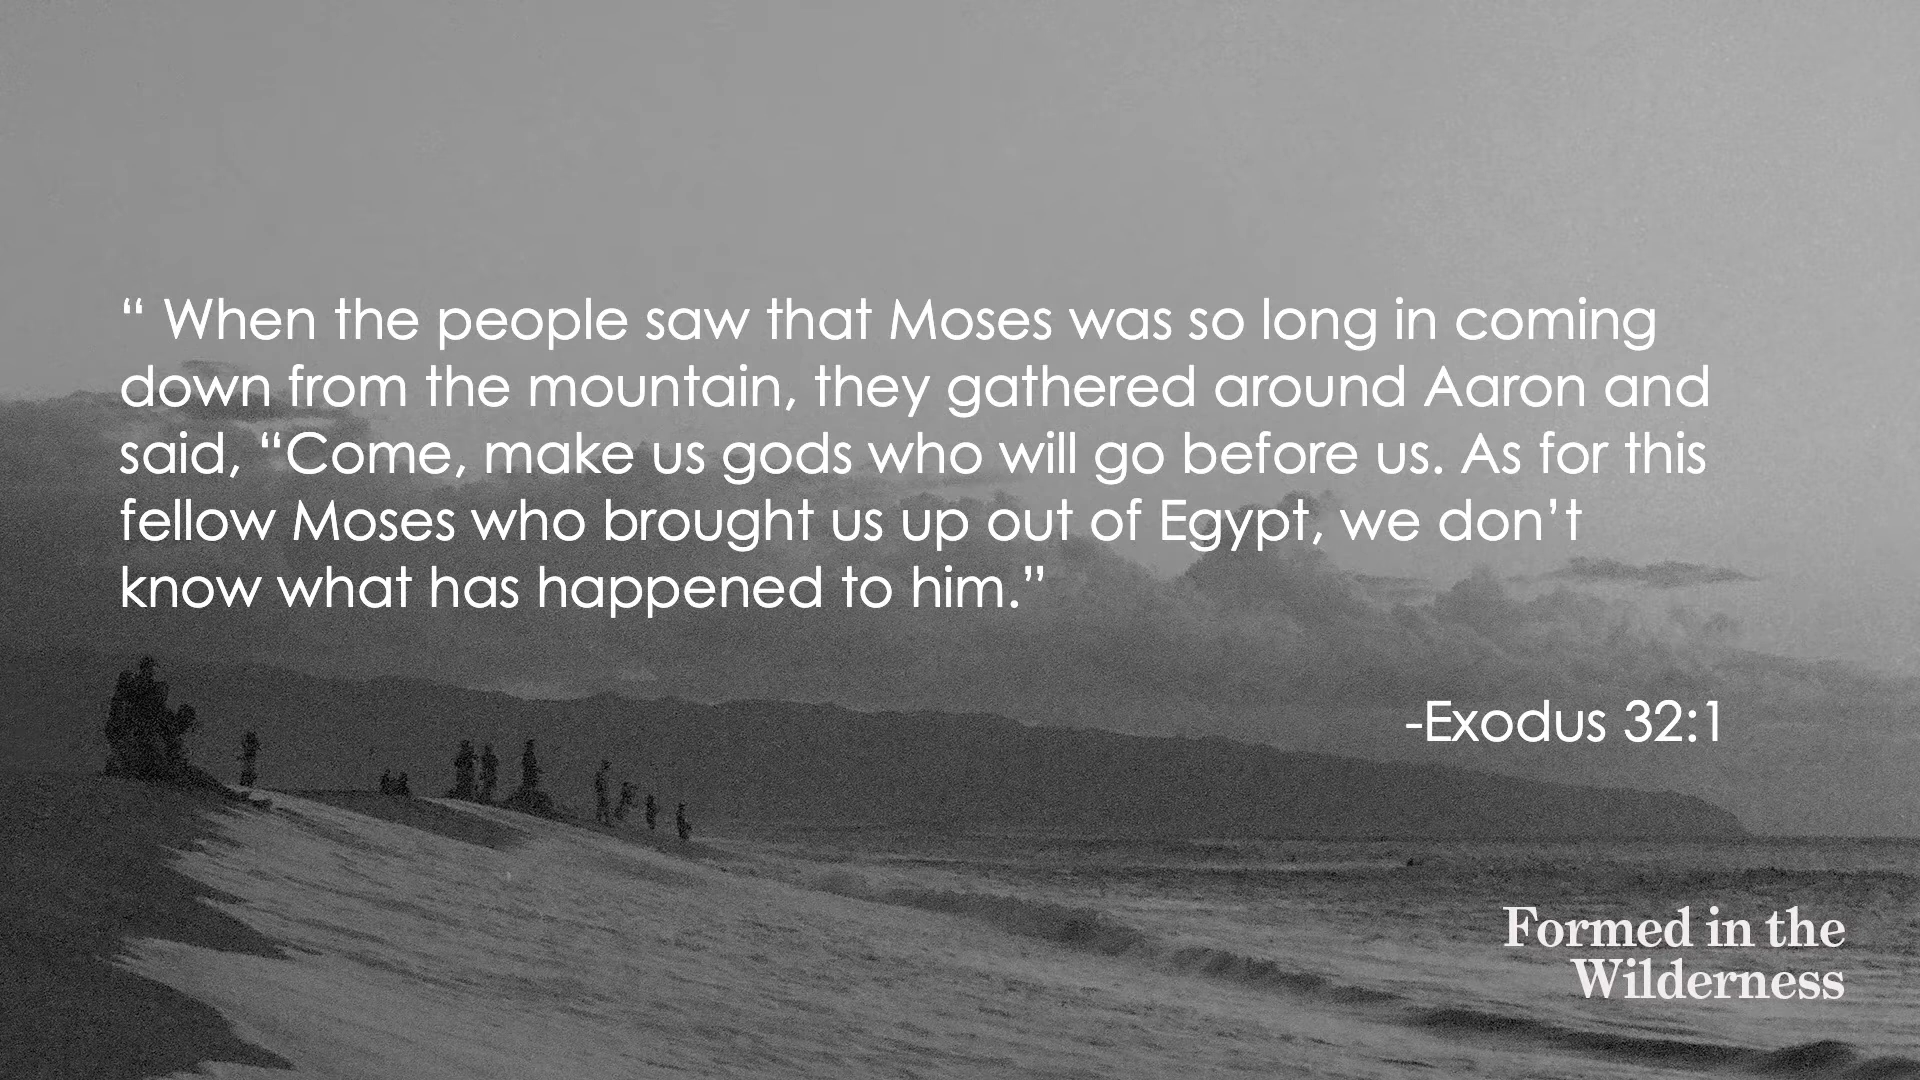 “ When the people saw that Moses was so long in coming
down from the mountain, they gathered around Aaron and
said, “Come, make us gods who will go before us. As for this
fellow Moses who brought us up out of Egypt, we don’t
know what has happened to him.”
-Exodus 32:1
Formed in the
Wilderness